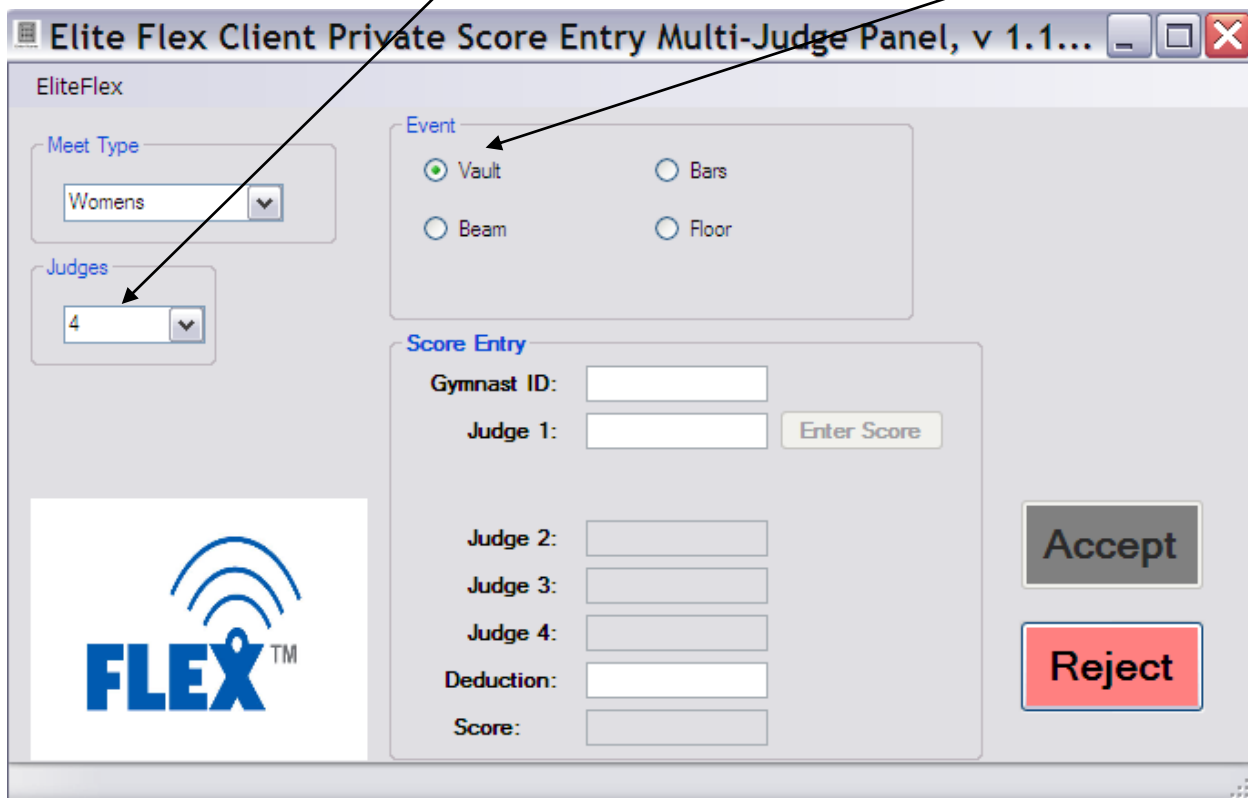 Elite Flex Client Private Score Entry Multi-Judge Panel, v 1.1...
EliteFlex
Meet Type
Womens
Judges
4
Event
Vault
Bars
Beam
Floor
Score Entry
Gymnast ID:
Judge 1:
Enter Score
Judge 2:
Judge 3:
Judge 4:
Deduction:
Score:
Accept
Reject
FLEX™